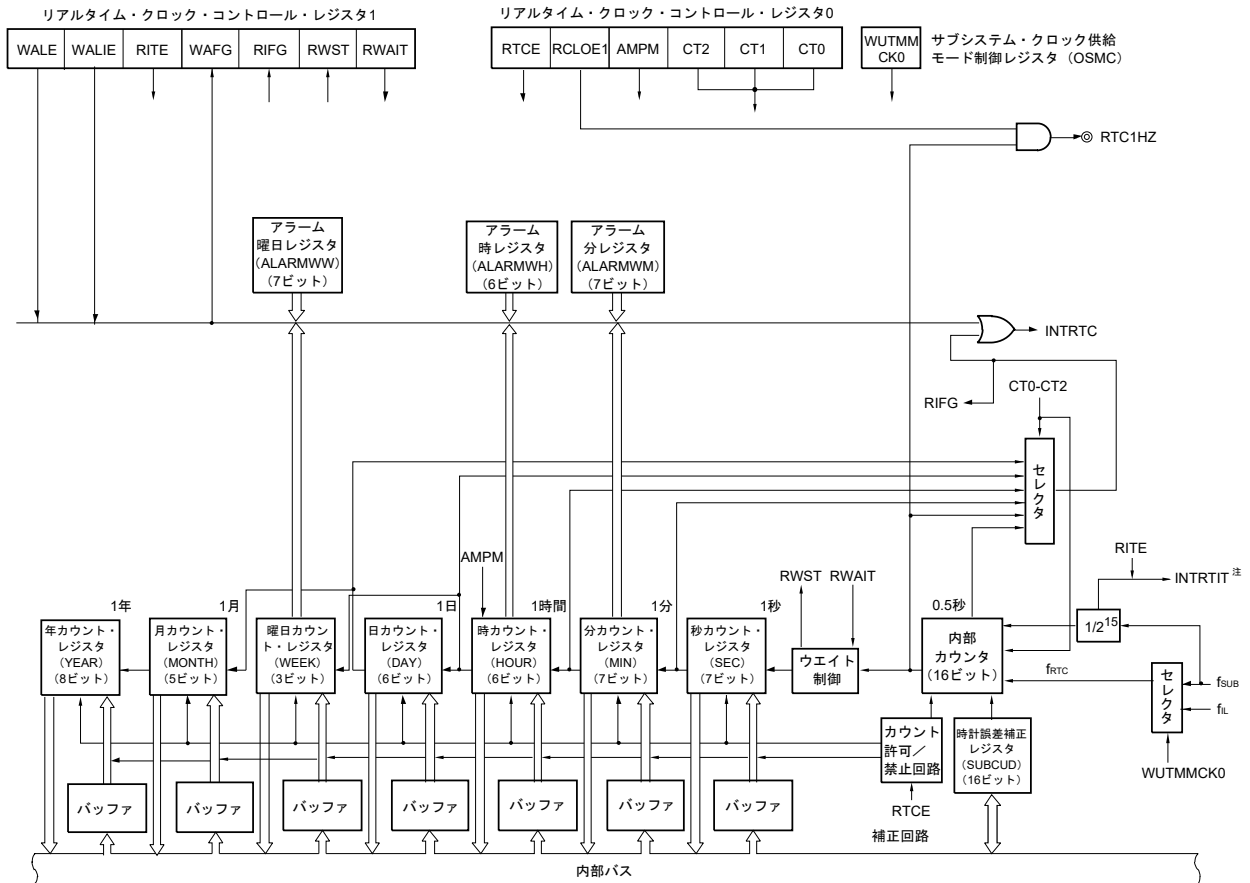 リアルタイム・クロック・コントロール・レジスタ1
リアルタイム・クロック・コントロール・レジスタ0
WALE WALIE RITE WAFG RIFG RWST RWAIT
RTCE RCLOE1 AMPM CT2 CT1 CT0
WUTMM
CK0
サブシステム・クロック供給
モード制御レジスタ（OSMC）
RTC1HZ
アラーム
曜日レジスタ
(ALARMWW)
(7ビット)
アラーム
時レジスタ
(ALARMWH)
(6ビット)
アラーム
分レジスタ
(ALARMWM)
(7ビット)
INTRTC
RIFG
CT0-CT2
セレクタ
AMPM
RWST RWAIT
RITE
INTRTIT 注
1年
1月
1日
1時間
1分
1秒
0.5秒
年カウント・
レジスタ
(YEAR)
(8ビット)
月カウント・
レジスタ
(MONTH)
(5ビット)
曜日カウン
ト・レジスタ
(WEEK)
(3ビット)
日カウント・
レジスタ
(DAY)
(6ビット)
時カウント・
レジスタ
(HOUR)
(6ビット)
分カウント・
レジスタ
(MIN)
(7ビット)
秒カウント・
レジスタ
(SEC)
(7ビット)
ウエイト
制御
内部
カウンタ
(16ビット)
1/2^15
fRTC
セレクタ
fSUB
fIL
WUTMMCK0
カウント
許可／
禁止回路
RTCE
時計誤差補正
レジスタ
(SUBCUD)
(16ビット)
補正回路
バッファ バッファ バッファ バッファ バッファ バッファ バッファ
内部バス